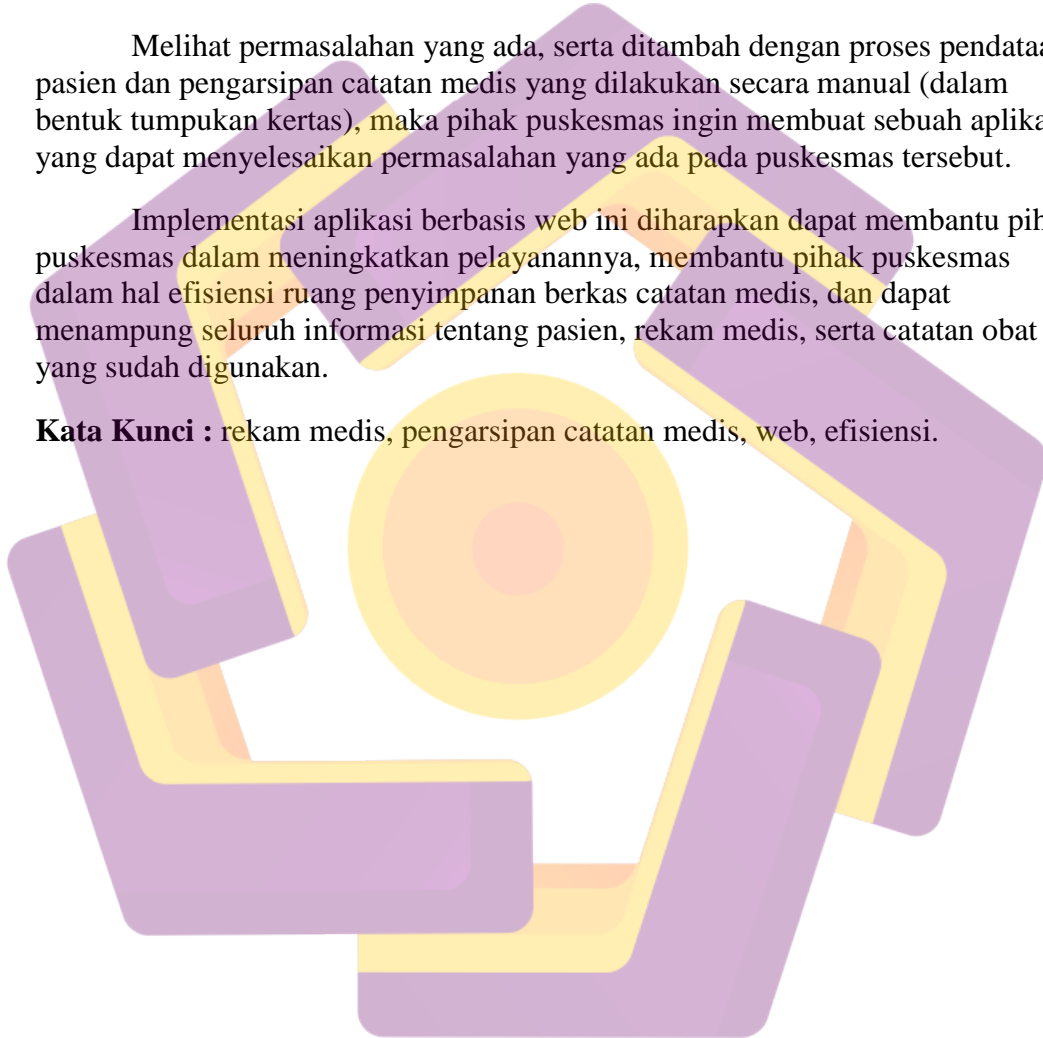 Melihat permasalahan yang ada, serta ditambah dengan proses pendataa
pasien dan pengarsipan catatan medis yang dilakukan secara manual (dalam
bentuk tumpukan kertas), maka pihak puskesmas ingin membuat sebuah aplika
yang dapat menyelesaikan permasalahan yang ada pada puskesmas tersebut.
Implementasi aplikasi berbasis web ini diharapkan dapat membantu pih
puskesmas dalam meningkatkan pelayanannya, membantu pihak puskesmas
dalam hal efisiensi ruang penyimpanan berkas catatan medis, dan dapat
menampung seluruh informasi tentang pasien, rekam medis, serta catatan obat
yang sudah digunakan.
Kata Kunci : rekam medis, pengarsipan catatan medis, web, efisiensi.